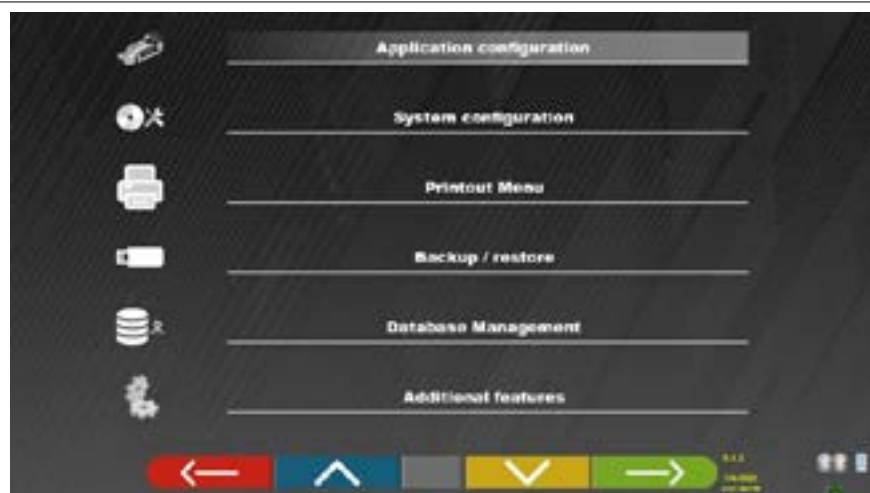 Application configuration
System configuration
Printout Menu
Backup / restore
Database Management
Additional features